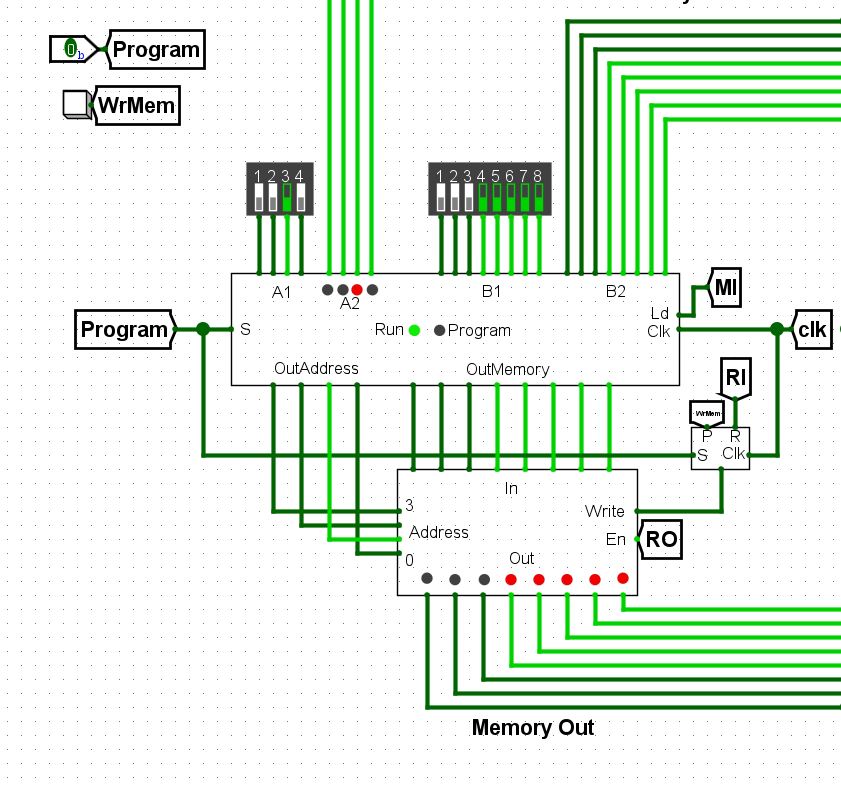 0b
Program
WrMem
1 2 3 4
1 2 3 4 5 6 7 8
A1
A2
B1
B2
MI
Program
S
Run
Program
Ld
Clk
clk
OutAddress
OutMemory
RI
WrMem
P R
S Clk
In
3
Write
Address
En
RO
0
Out
Memory Out